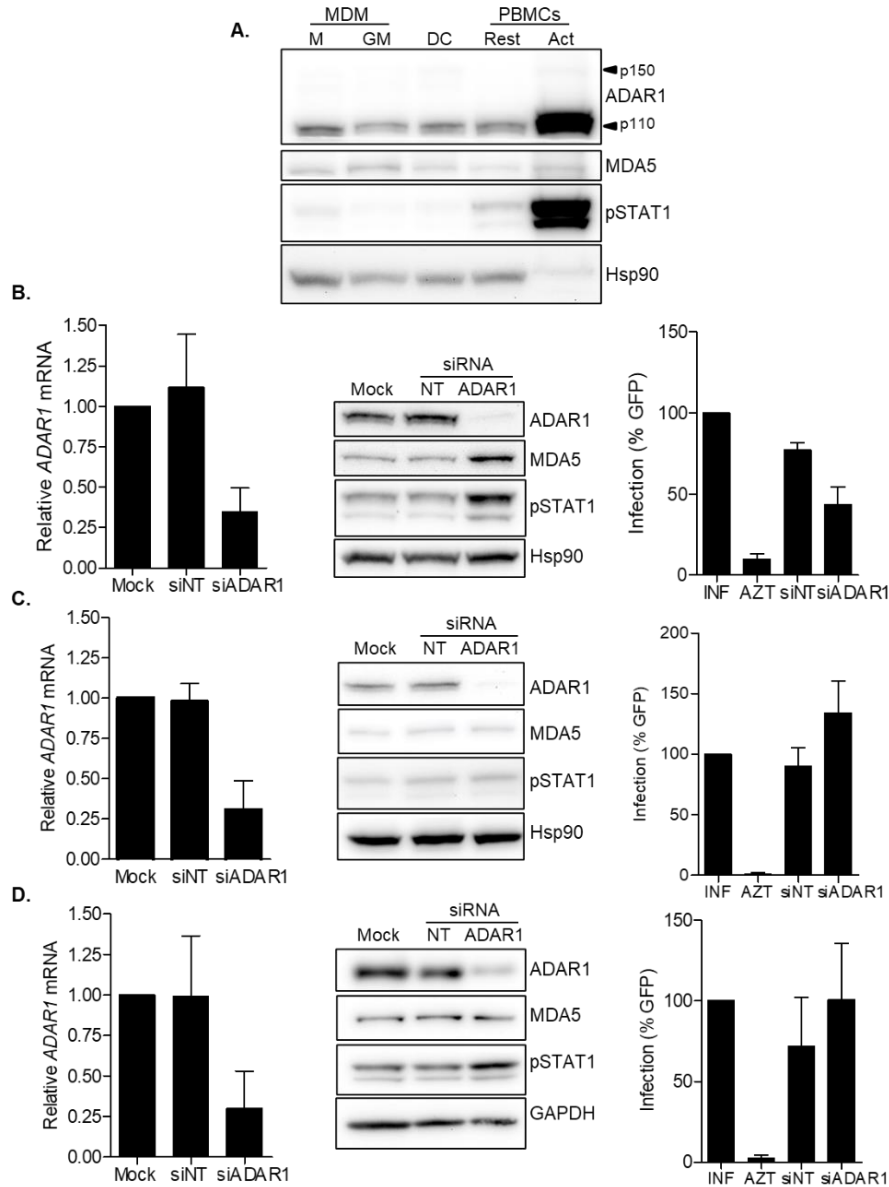 A.
MDM PBMCs
M GM DC Rest Act
p150
ADAR1
p110
MDA5
pSTAT1
Hsp90
B.
Relative ADAR1 mRNA
1.50
1.25
1.00
0.75
0.50
0.25
0.00
Mock siNT siADAR1
siRNA
Mock NT ADAR1
ADAR1
MDA5
pSTAT1
Hsp90
Infection (% GFP)
150
100
50
0
INF AZT siNT siADAR1
C.
Relative ADAR1 mRNA
1.50
1.25
1.00
0.75
0.50
0.25
0.00
Mock siNT siADAR1
siRNA
Mock NT ADAR1
ADAR1
MDA5
pSTAT1
Hsp90
Infection (% GFP)
200
150
100
50
0
INF AZT siNT siADAR1
D.
Relative ADAR1 mRNA
1.50
1.25
1.00
0.75
0.50
0.25
0.00
Mock siNT siADAR1
siRNA
Mock NT ADAR1
ADAR1
MDA5
pSTAT1
GAPDH
Infection (% GFP)
150
100
50
0
INF AZT siNT siADAR1